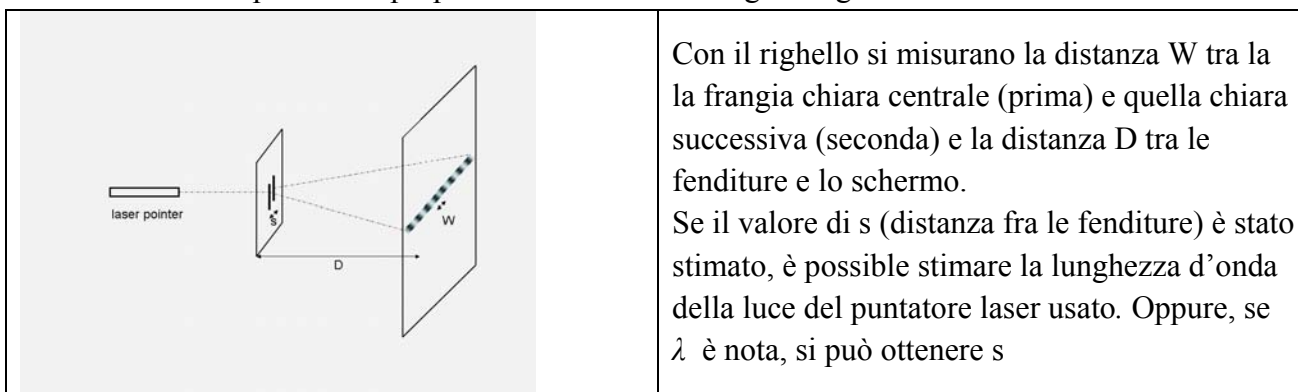 laser pointer
s
W
D
Con il righello si misurano la distanza W tra la
la frangia chiara centrale (prima) e quella chiara
successiva (seconda) e la distanza D tra le
fenditure e lo schermo.
Se il valore di s (distanza fra le fenditure) è stato
stimato, è possible stimare la lunghezza d'onda
della luce del puntatore laser usato. Oppure, se
λ è nota, si può ottenere s